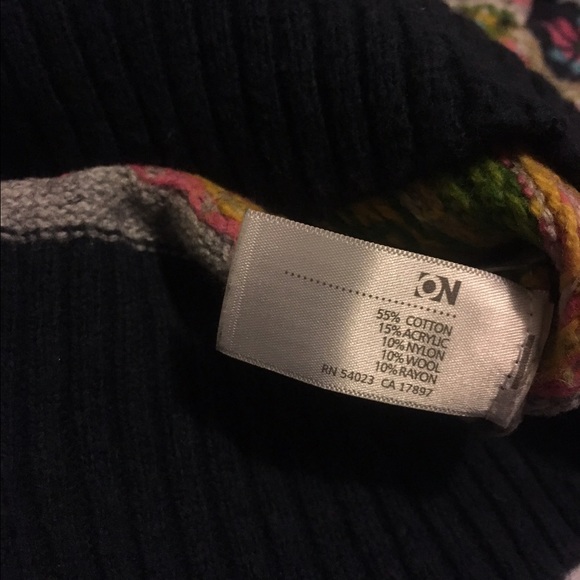 ON
55% COTTON
15% ACRYLIC
10% NYLON
10% WOOL
10% RAYON
RN 54023 CA 17897